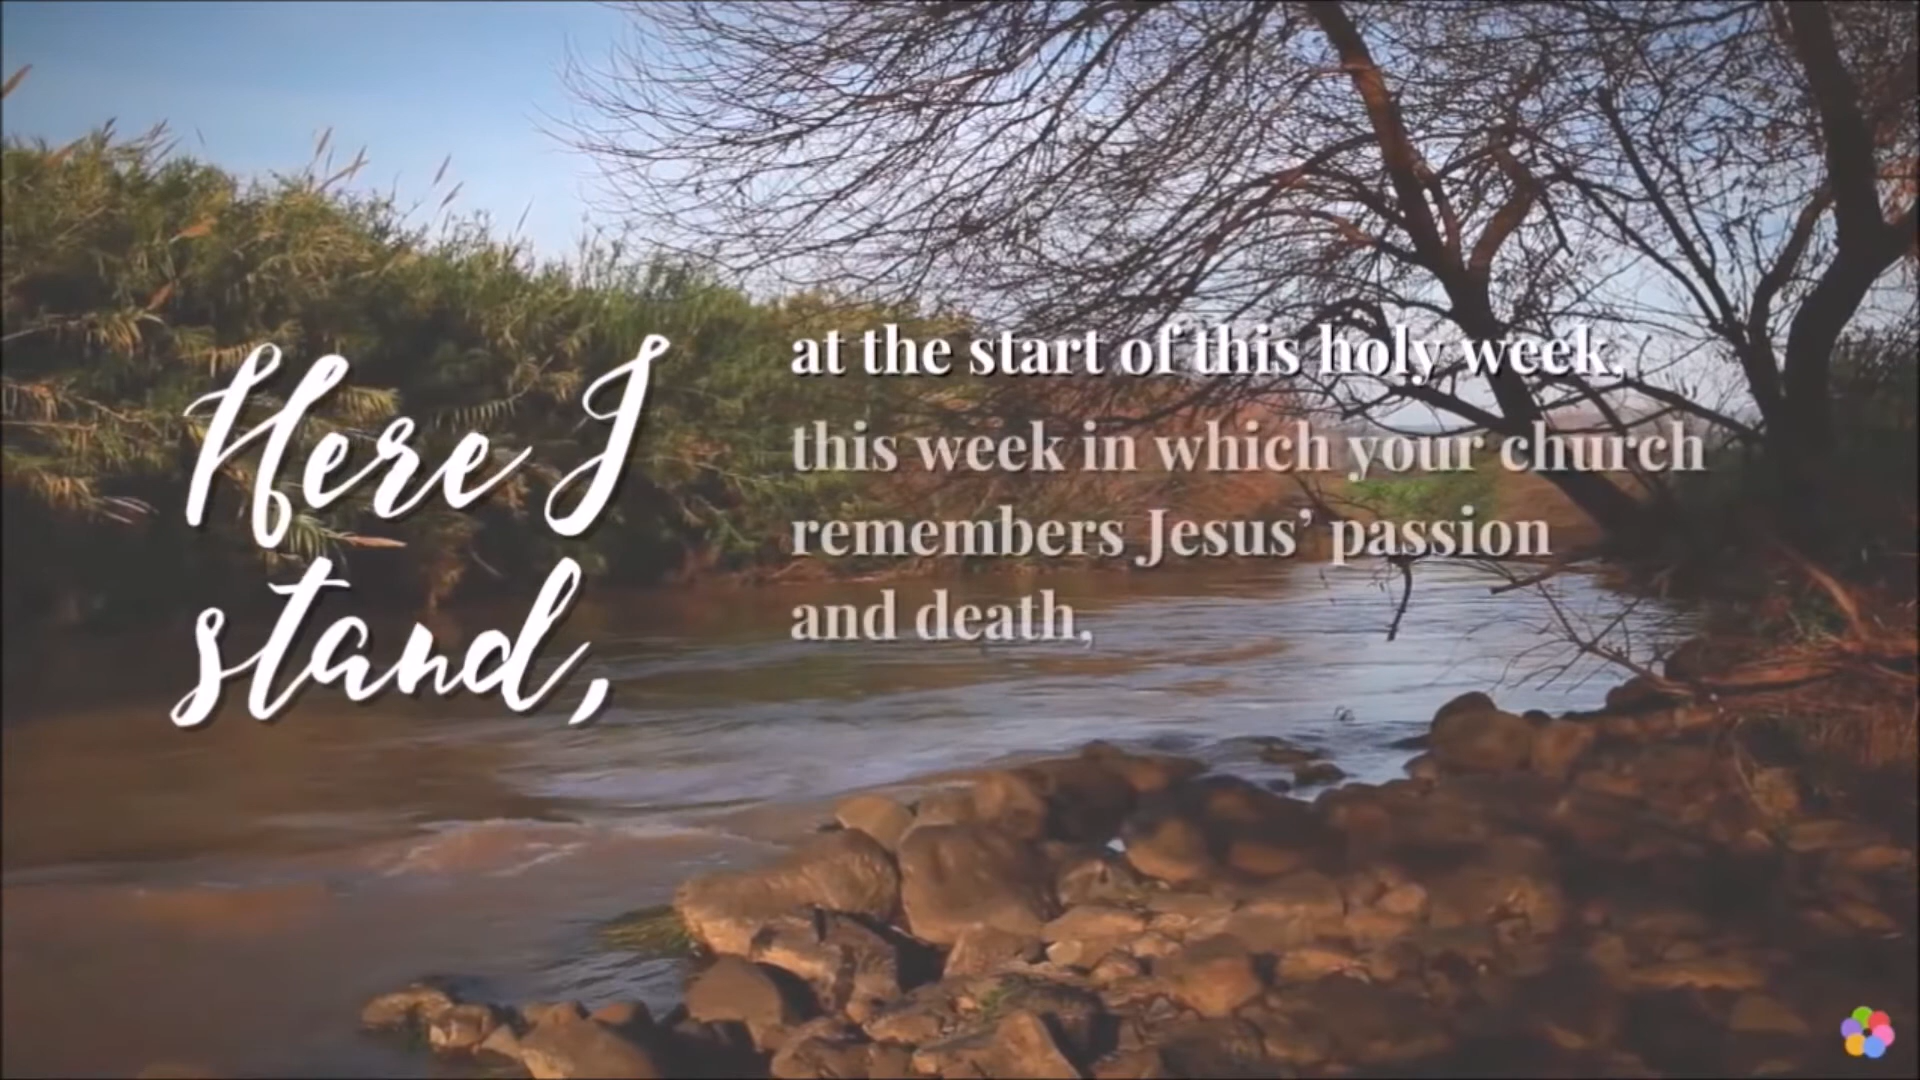 Here I
stand,
at the start of this holy week,
this week in which your church
remembers Jesus’ passion
and death,